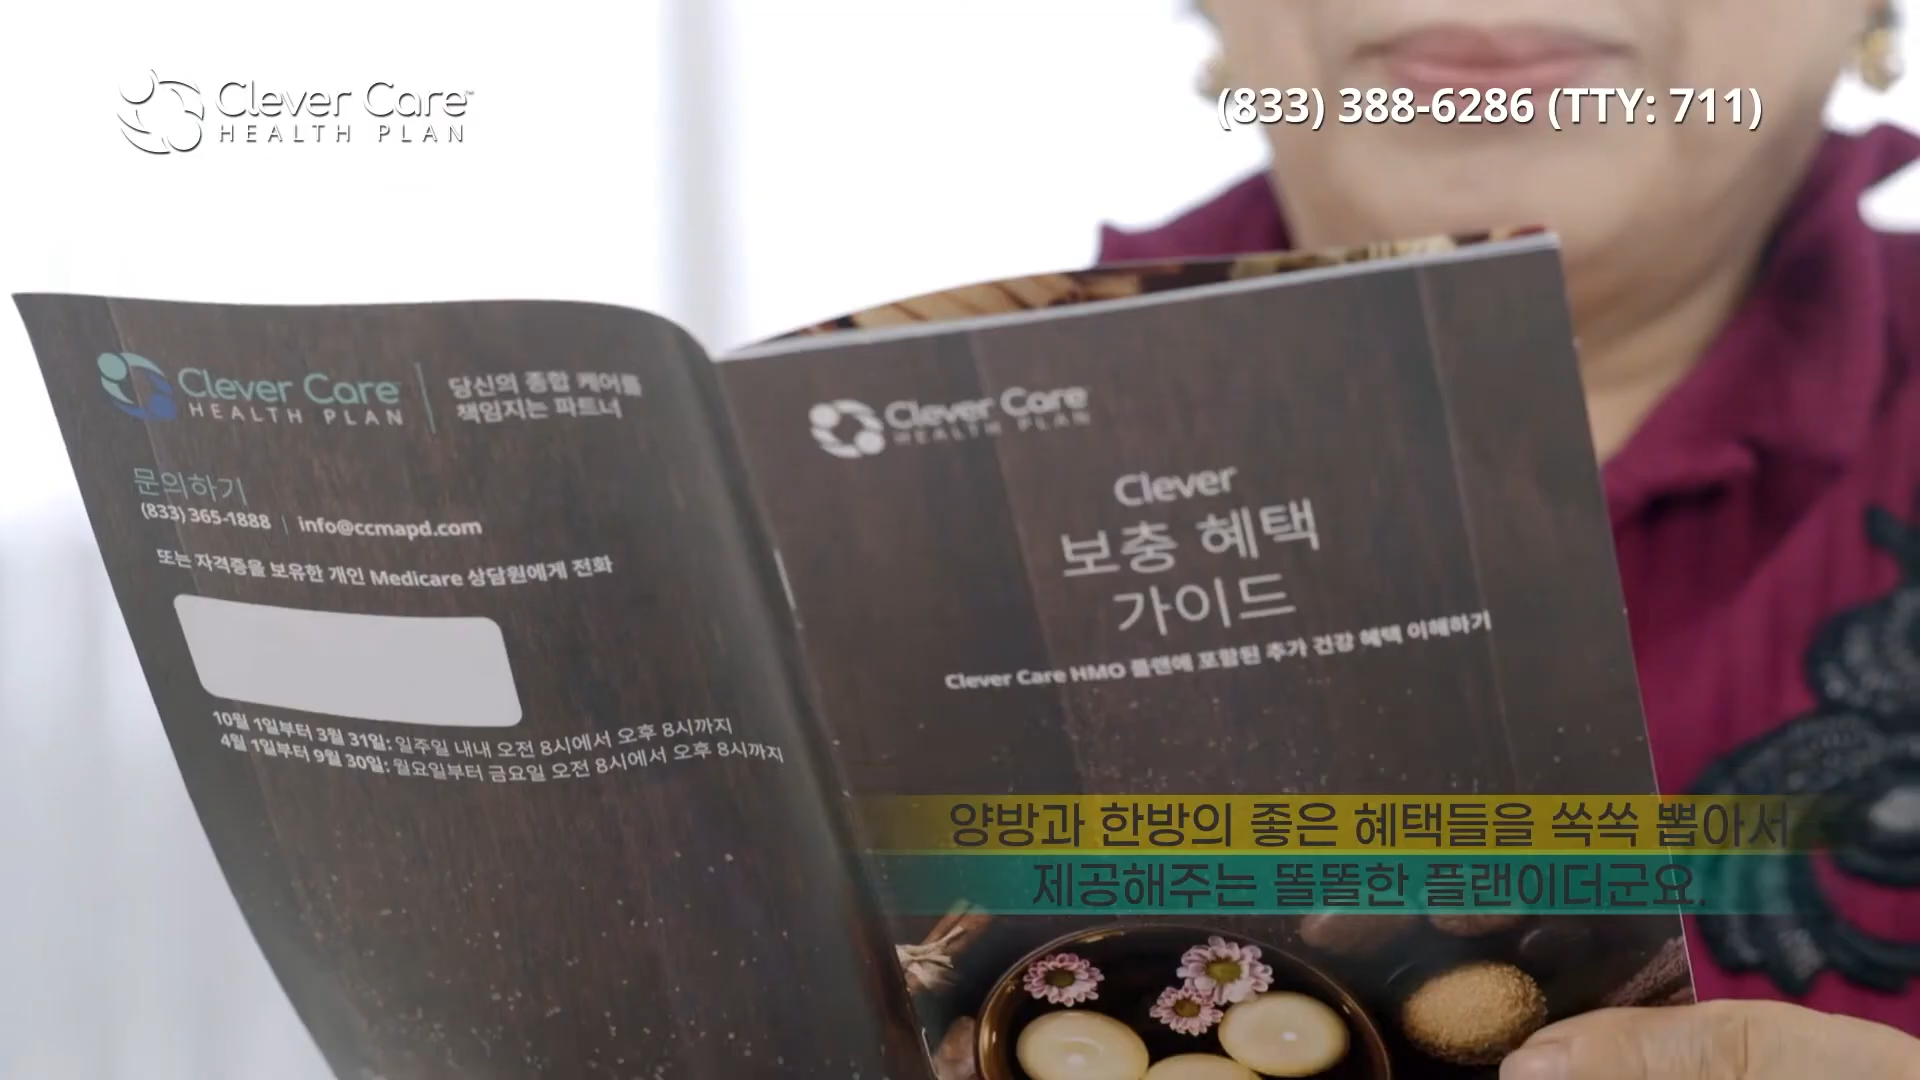 Clever Care™
HEALTH PLAN
(833) 388-6286 (TTY: 711)
Clever Care
HEALTH PLAN
당신의 종합 케어를
책임지는 파트너
문의하기
(833) 365-1888 | info@ccmapd.com
또는 자격증을 보유한 개인 Medicare 상담원에게 전화
10월 1일부터 3월 31일: 일주일 내내 오전 8시에서 오후 8시까지
4월 1일부터 9월 30일: 월요일부터 금요일 오전 8시에서 오후 8시까지
Clever Care
HEALTH PLAN
Clever
보충 혜택
가이드
Clever Care HMO 플랜에 포함된 추가 건강 혜택 이해하기
양방과 한방의 좋은 혜택들을 쏙쏙 뽑아서
제공해주는 똘똘한 플랜이더군요.